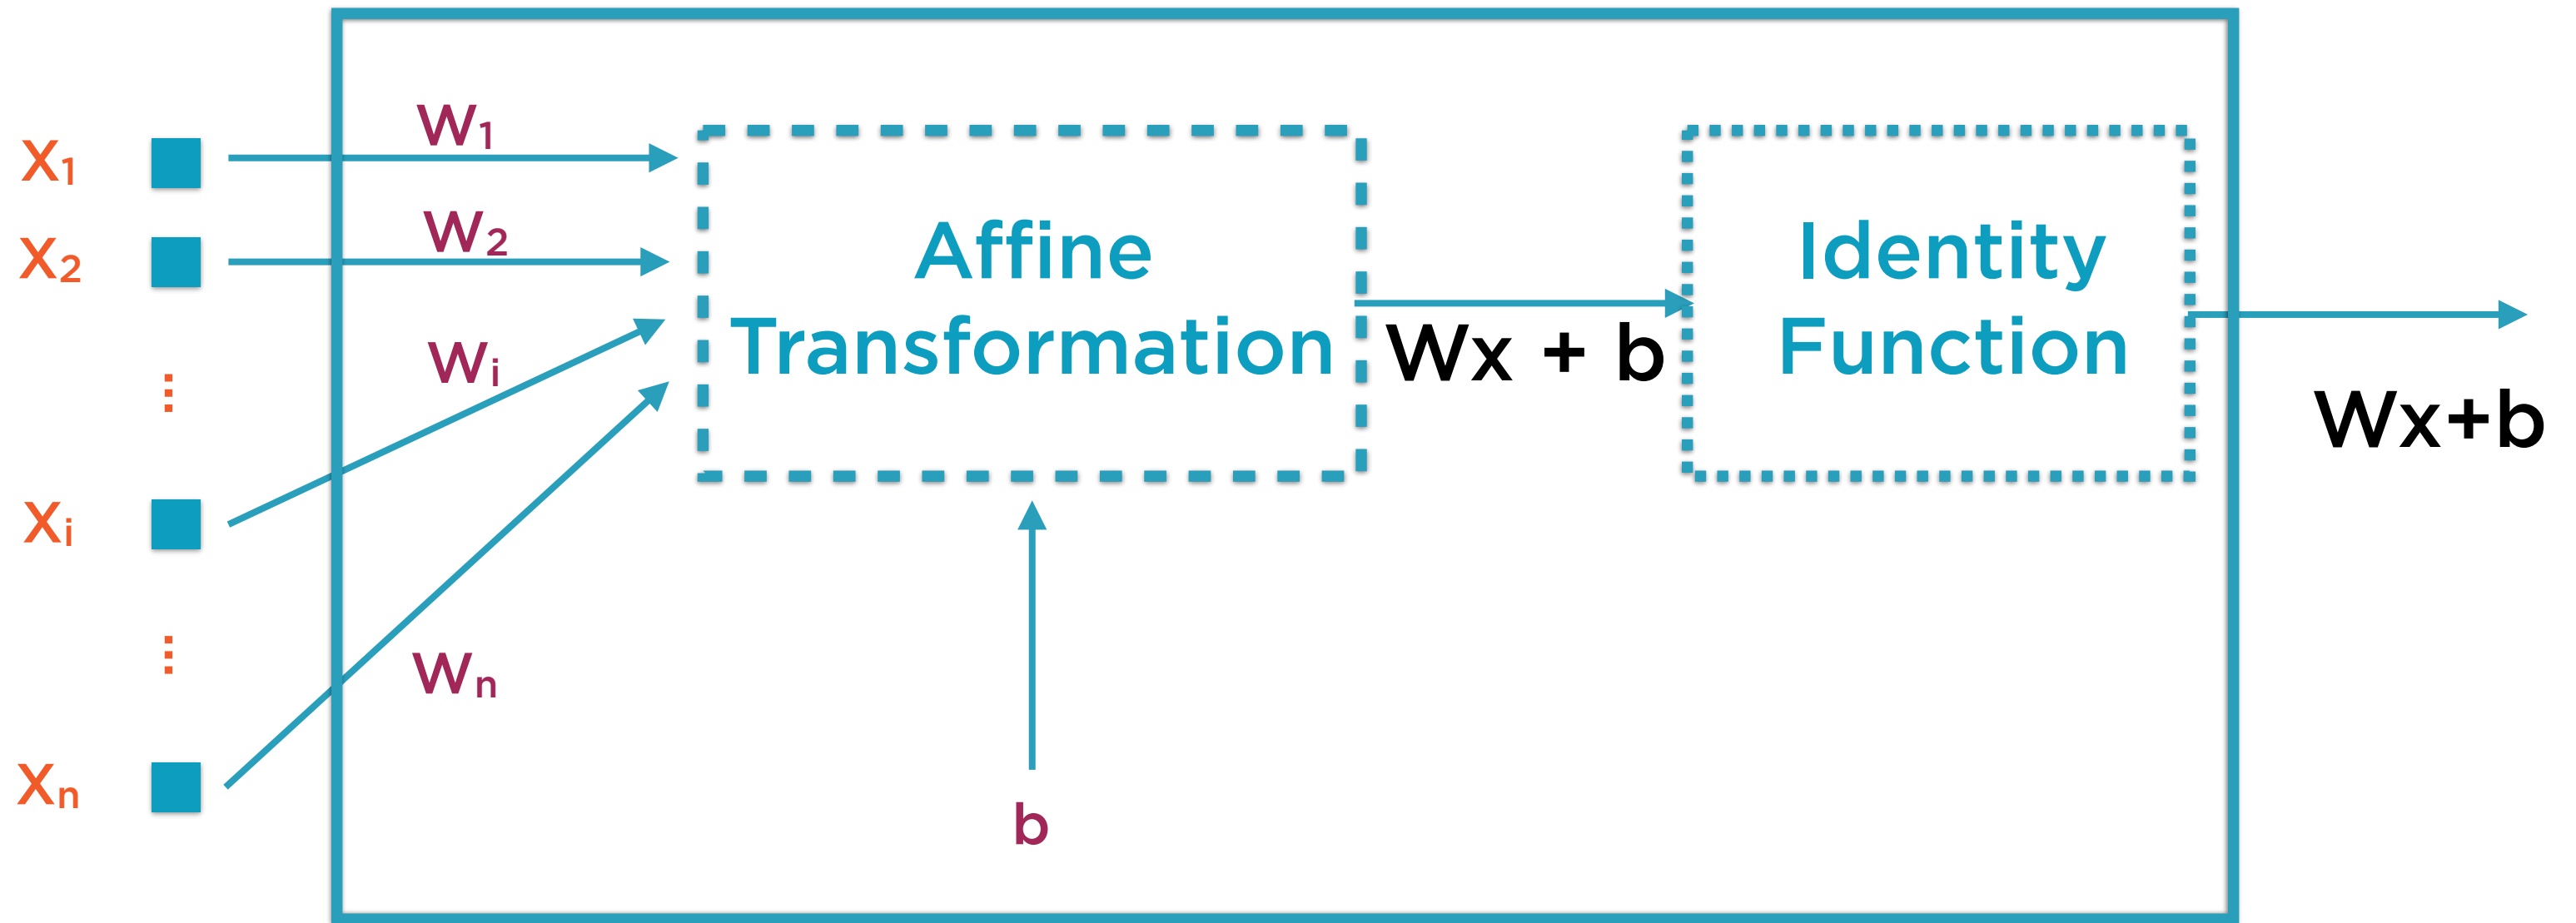 X₁
X₂
⋮
Xᵢ
⋮
Xₙ
W₁
W₂
Wᵢ
Wₙ
Affine
Transformation
b
Wx + b
Identity
Function
Wx+b